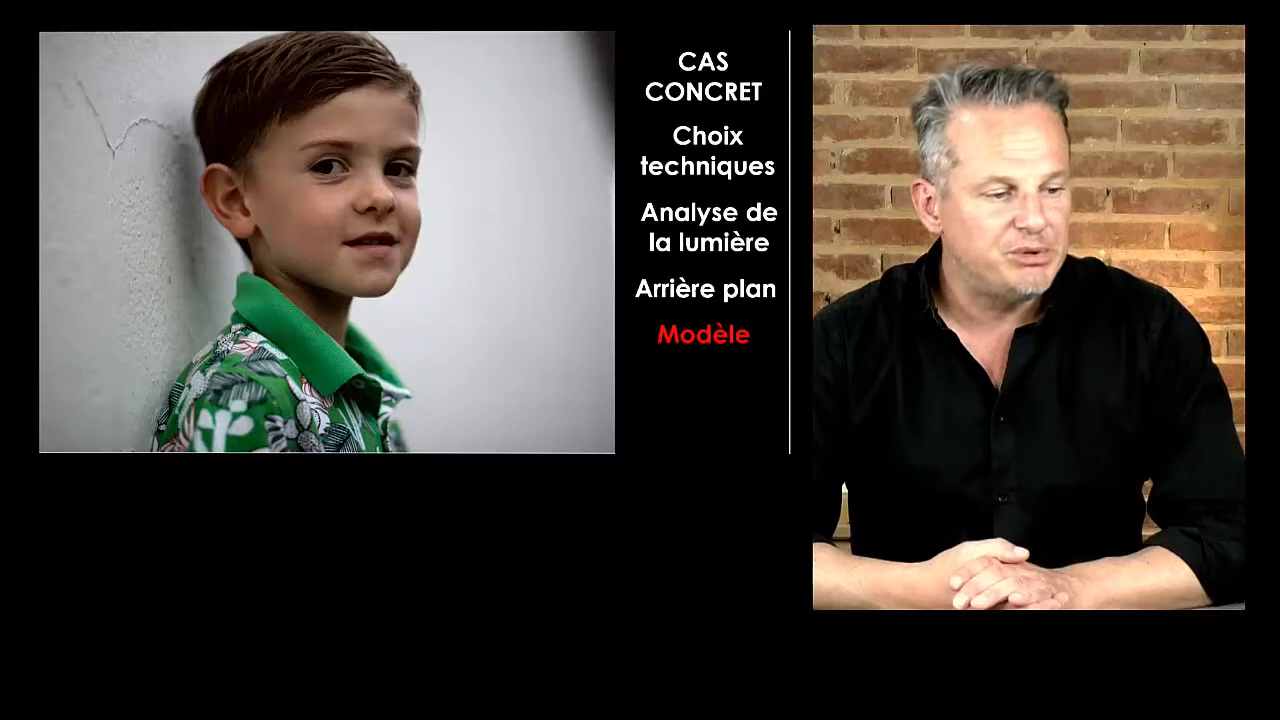 CAS
CONCRET
Choix
techniques
Analyse de
la lumière
Arrière plan
Modèle